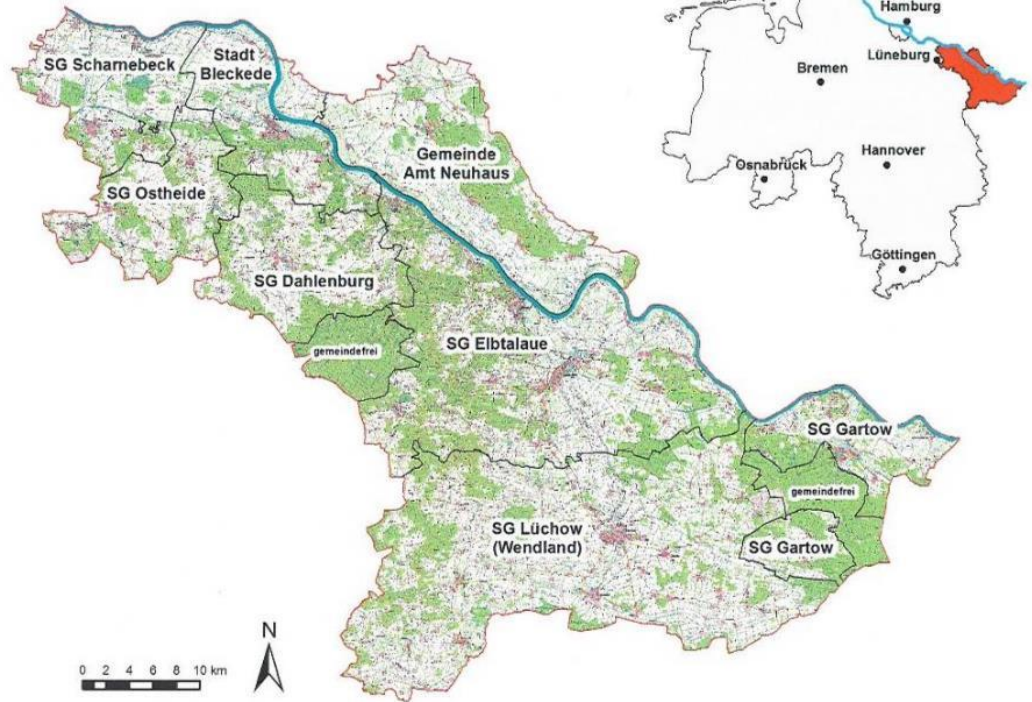 SG Scharnebeck
Stadt
Bleckede
Gemeinde
Amt Neuhaus
SG Ostheide
SG Dahlenburg
gemeindefrei
SG Elbtalaue
SG Gartow
gemeindefrei
SG Lüchow
(Wendland)
SG Gartow
N
0 2 4 6 8 10 km
Hamburg
Lüneburg
Bremen
Hannover
Osnabrück
Göttingen